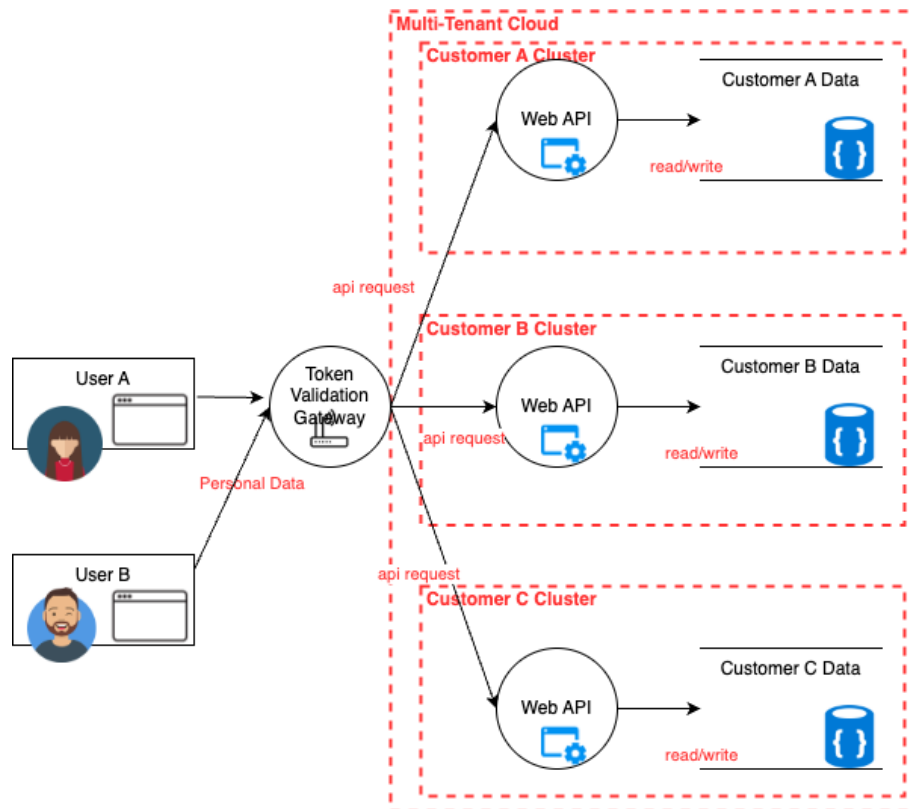 Multi-Tenant Cloud
Customer A Cluster
Web API
Customer A Data
read/write
api request
Customer B Cluster
Web API
Customer B Data
api request
read/write
User A
Token
Validation
Gateway
Personal Data
User B
api request
Customer C Cluster
Web API
Customer C Data
read/write
{ }
{ }
{ }